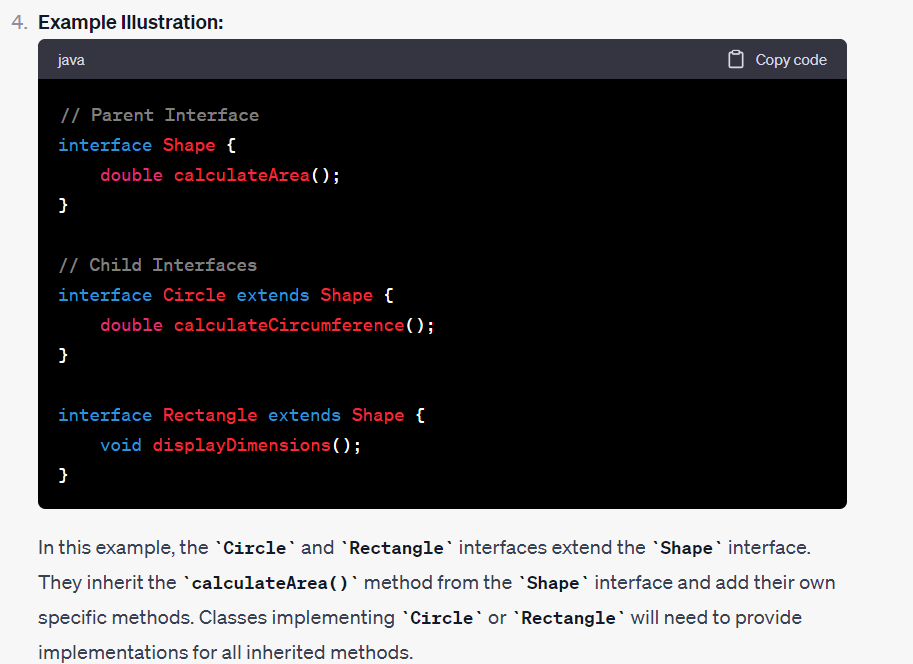 4. Example Illustration:
java Copy code
// Parent Interface
interface Shape {
    double calculateArea();
}
// Child Interfaces
interface Circle extends Shape {
    double calculateCircumference();
}
interface Rectangle extends Shape {
    void displayDimensions();
}
In this example, the `Circle` and `Rectangle` interfaces extend the `Shape` interface.
They inherit the `calculateArea()` method from the `Shape` interface and add their own
specific methods. Classes implementing `Circle` or `Rectangle` will need to provide
implementations for all inherited methods.